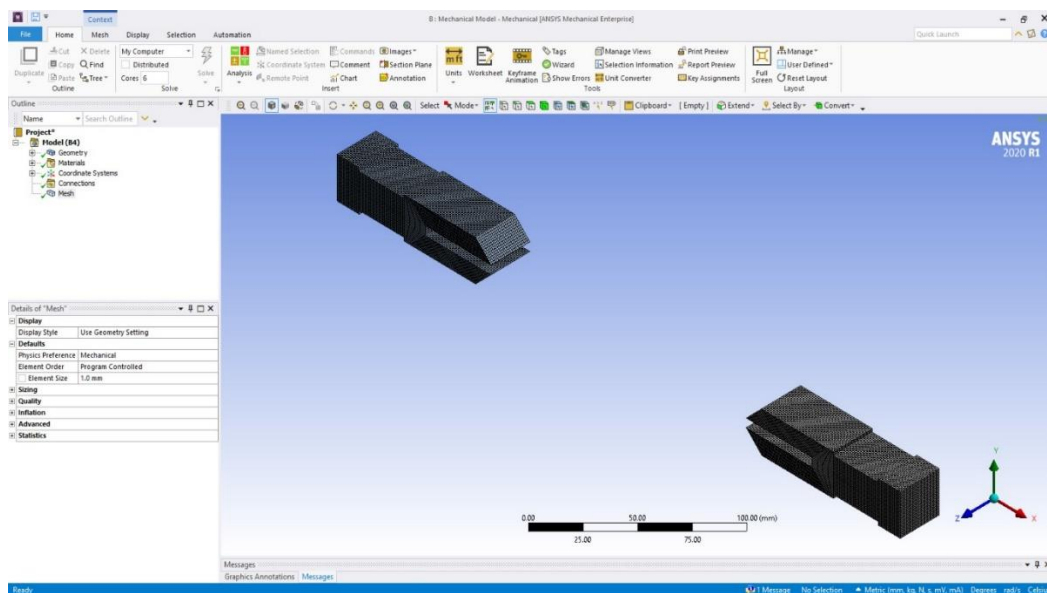 Context
B : Mechanical Model - Mechanical [ANSYS Mechanical Enterprise]
File Home Mesh Display Selection Automation
Quick Launch
Duplicate
Cut
Copy
Paste
X Delete
Find
Tree
Outline
My Computer
Distributed
Cores 6
Solve
Solve
Analysis
Named Selection
Coordinate System
Remote Point
Commands
Comment
Chart
Images
Section Plane
Annotation
Insert
Units
Worksheet
Keyframe
Animation
Tags
Wizard
Show Errors
Manage Views
Selection Information
Unit Converter
Print Preview
Report Preview
Key Assignments
Tools
Full
Screen
Manage
User Defined
Reset Layout
Layout
Outline
Select Mode Clipboard [Empty] Extend Select By Convert
Name Search Outline
Project*
Model (B4)
Geometry
Materials
Coordinate Systems
Connections
Mesh
ANSYS
2020 R1
Details of "Mesh"
Display
Display Style Use Geometry Setting
Defaults
Physics Preference Mechanical
Element Order Program Controlled
Element Size 1.0 mm
Sizing
Quality
Inflation
Advanced
Statistics
0.00 50.00 100.00 (mm)
25.00 75.00
Y
Z
X
Messages
Graphics Annotations Messages
Ready
1 Message No Selection Metric (mm, kg, N, s, mV, mA) Degrees rad/s Celsiu